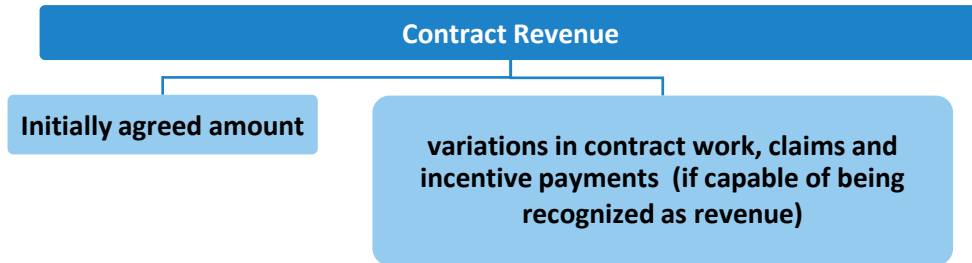 Contract Revenue
Initially agreed amount
variations in contract work, claims and
incentive payments  (if capable of being
recognized as revenue)